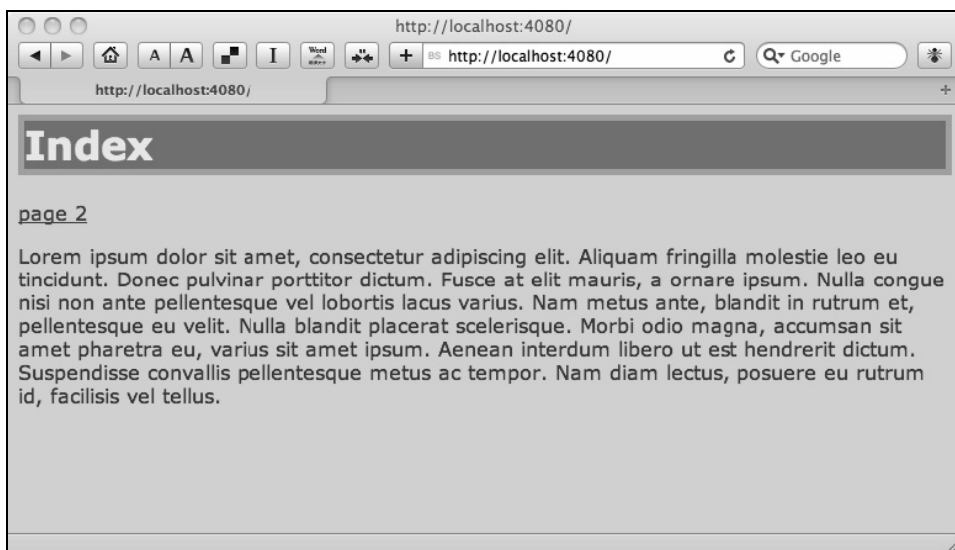 http://localhost:4080/
A A I Word + BS http://localhost:4080/ Google
http://localhost:4080/ +
Index
page 2
Lorem ipsum dolor sit amet, consectetur adipiscing elit. Aliquam fringilla molestie leo eu
tincidunt. Donec pulvinar porttitor dictum. Fusce at elit mauris, a ornare ipsum. Nulla congue
nisi non ante pellentesque vel lobortis lacus varius. Nam metus ante, blandit in rutrum et,
pellentesque eu velit. Nulla blandit placerat scelerisque. Morbi odio magna, accumsan sit
amet pharetra eu, varius sit amet ipsum. Aenean interdum libero ut est hendrerit dictum.
Suspendisse convallis pellentesque metus ac tempor. Nam diam lectus, posuere eu rutrum
id, facilisis vel tellus.